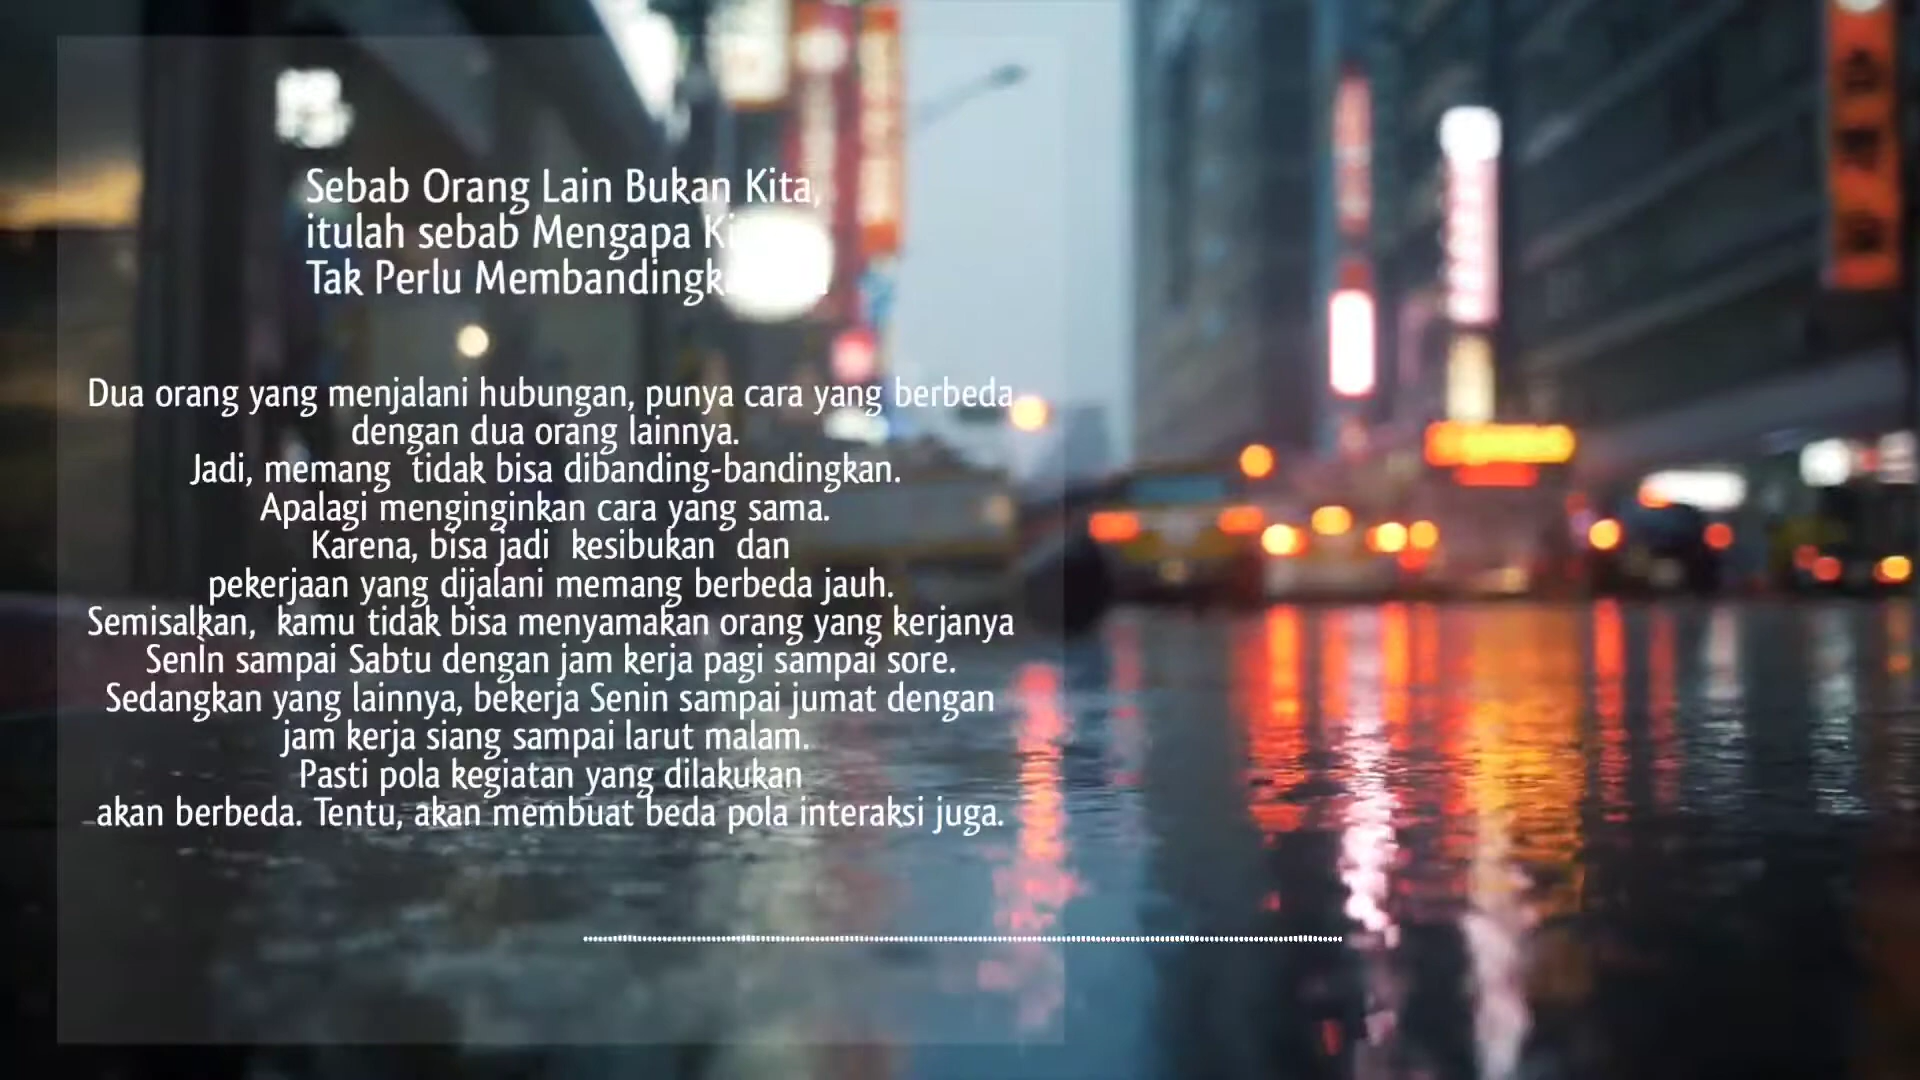 Sebab Orang Lain Bukan Kita,
itulah sebab Mengapa
Tak Perlu
Dua orang yang menjalani hubungan, punya cara yang berbeda
dengan dua orang lainnya.
Jadi, memang tidak bisa dibanding-bandingkan.
Apalagi menginginkan cara yang sama.
Karena, bisa jadi kesibukan dan
pekerjaan yang dijalani memang berbeda jauh.
Semisalkan, kamu tidak bisa menyamakan orang yang kerjanya
SenIn sampai Sabtu dengan jam kerja pagi sampai sore.
Sedangkan yang lainnya, bekerja Senin sampai jumat dengan
jam kerja siang sampai larut malam.
Pasti pola kegiatan yang dilakukan
akan berbeda. Tentu, akan membuat beda pola interaksi juga.